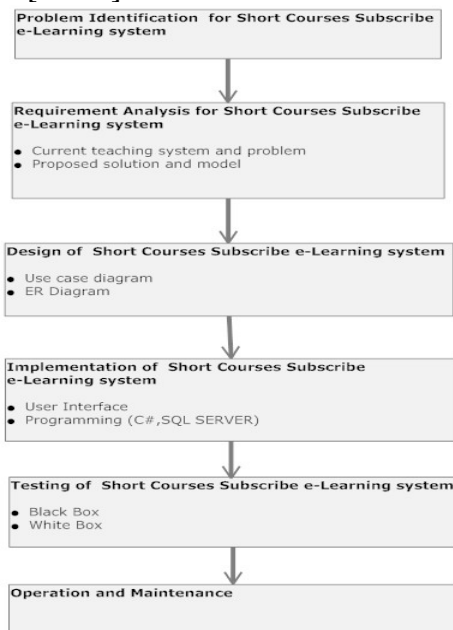 Problem Identification for Short Courses Subscribe
e-Learning system
Requirement Analysis for Short Courses Subscribe
e-Learning system
● Current teaching system and problem
● Proposed solution and model
Design of Short Courses Subscribe e-Learning system
● Use case diagram
● ER Diagram
Implementation of Short Courses Subscribe
e-Learning system
● User Interface
● Programming (C#,SQL SERVER)
Testing of Short Courses Subscribe e-Learning system
● Black Box
● White Box
Operation and Maintenance